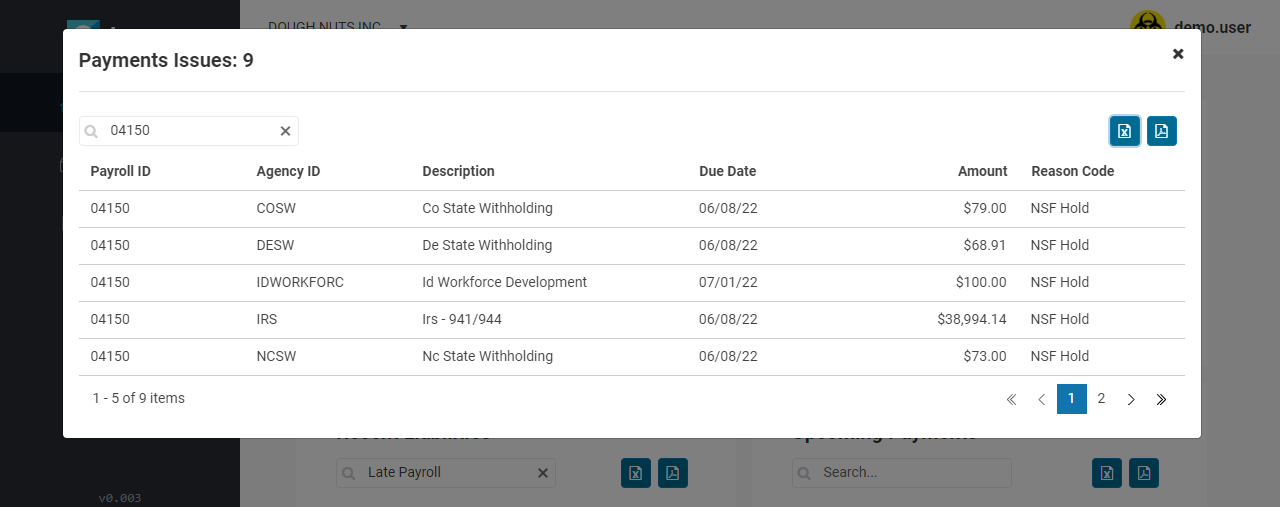 DOUGH NUTS INC
demo.user
Payments Issues: 9
04150
Payroll ID Agency ID Description Due Date Amount Reason Code
04150 COSW Co State Withholding 06/08/22 $79.00 NSF Hold
04150 DESW De State Withholding 06/08/22 $68.91 NSF Hold
04150 IDWORKFORC Id Workforce Development 07/01/22 $100.00 NSF Hold
04150 IRS Irs - 941/944 06/08/22 $38,994.14 NSF Hold
04150 NCSW Nc State Withholding 06/08/22 $73.00 NSF Hold
1 - 5 of 9 items 1 2
Late Payroll Search...
v0.003